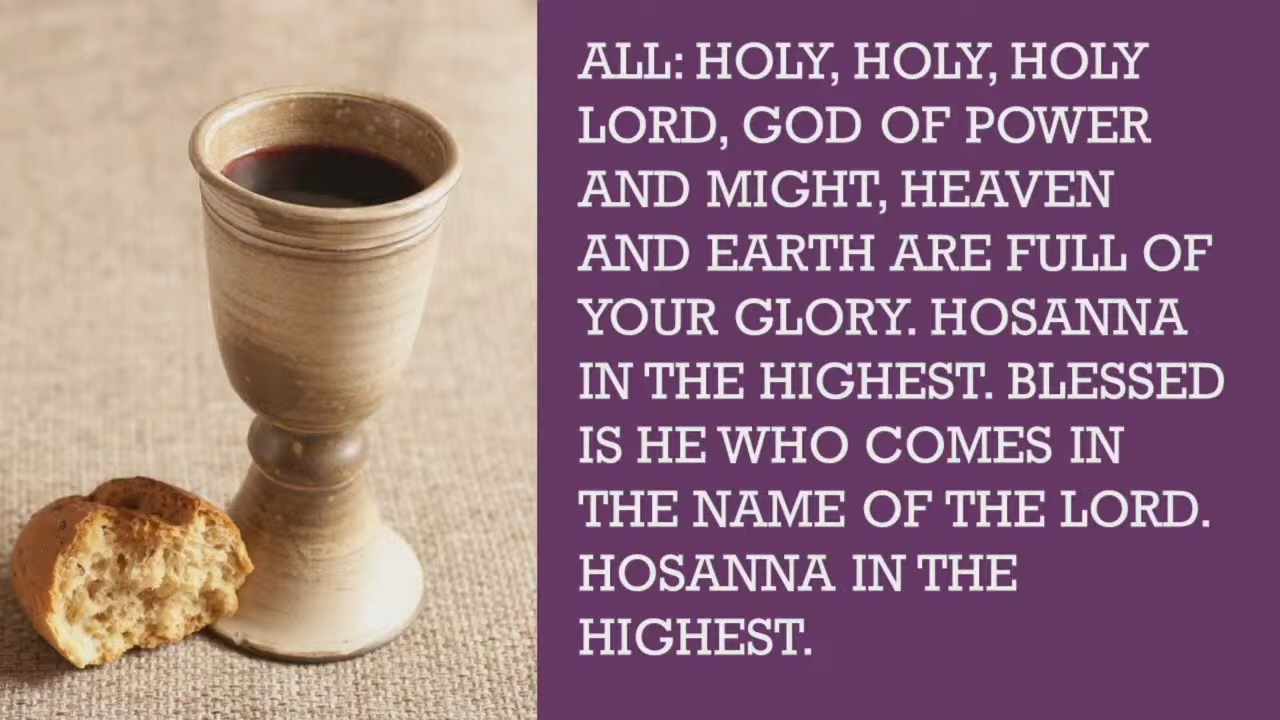 ALL: HOLY, HOLY, HOLY
LORD, GOD OF POWER
AND MIGHT, HEAVEN
AND EARTH ARE FULL OF
YOUR GLORY. HOSANNA
IN THE HIGHEST. BLESSED
IS HE WHO COMES IN
THE NAME OF THE LORD.
HOSANNA IN THE
HIGHEST.